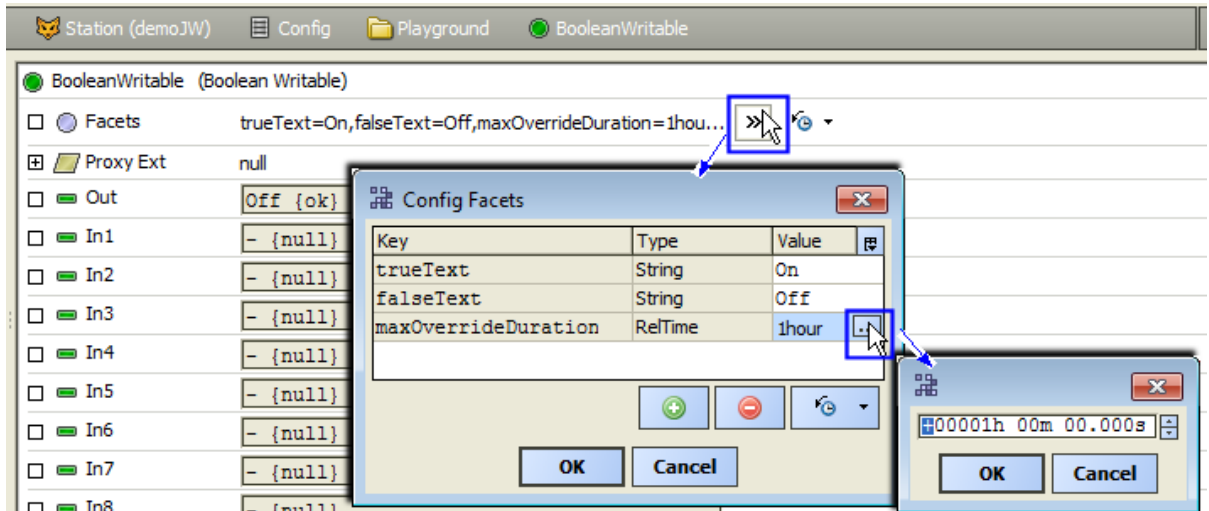 Station (demoJW) Config Playground BooleanWritable
BooleanWritable (Boolean Writable)
Facets trueText=On,falseText=Off,maxOverrideDuration=1hou... »
Proxy Ext null
Out Off {ok}
In1 - {null}
In2 - {null}
In3 - {null}
In4 - {null}
In5 - {null}
In6 - {null}
In7 - {null}
In8 - {null}
Config Facets
Key Type Value
trueText String On
falseText String Off
maxOverrideDuration RelTime 1hour ...
OK Cancel
+00001h 00m 00.000s
OK Cancel